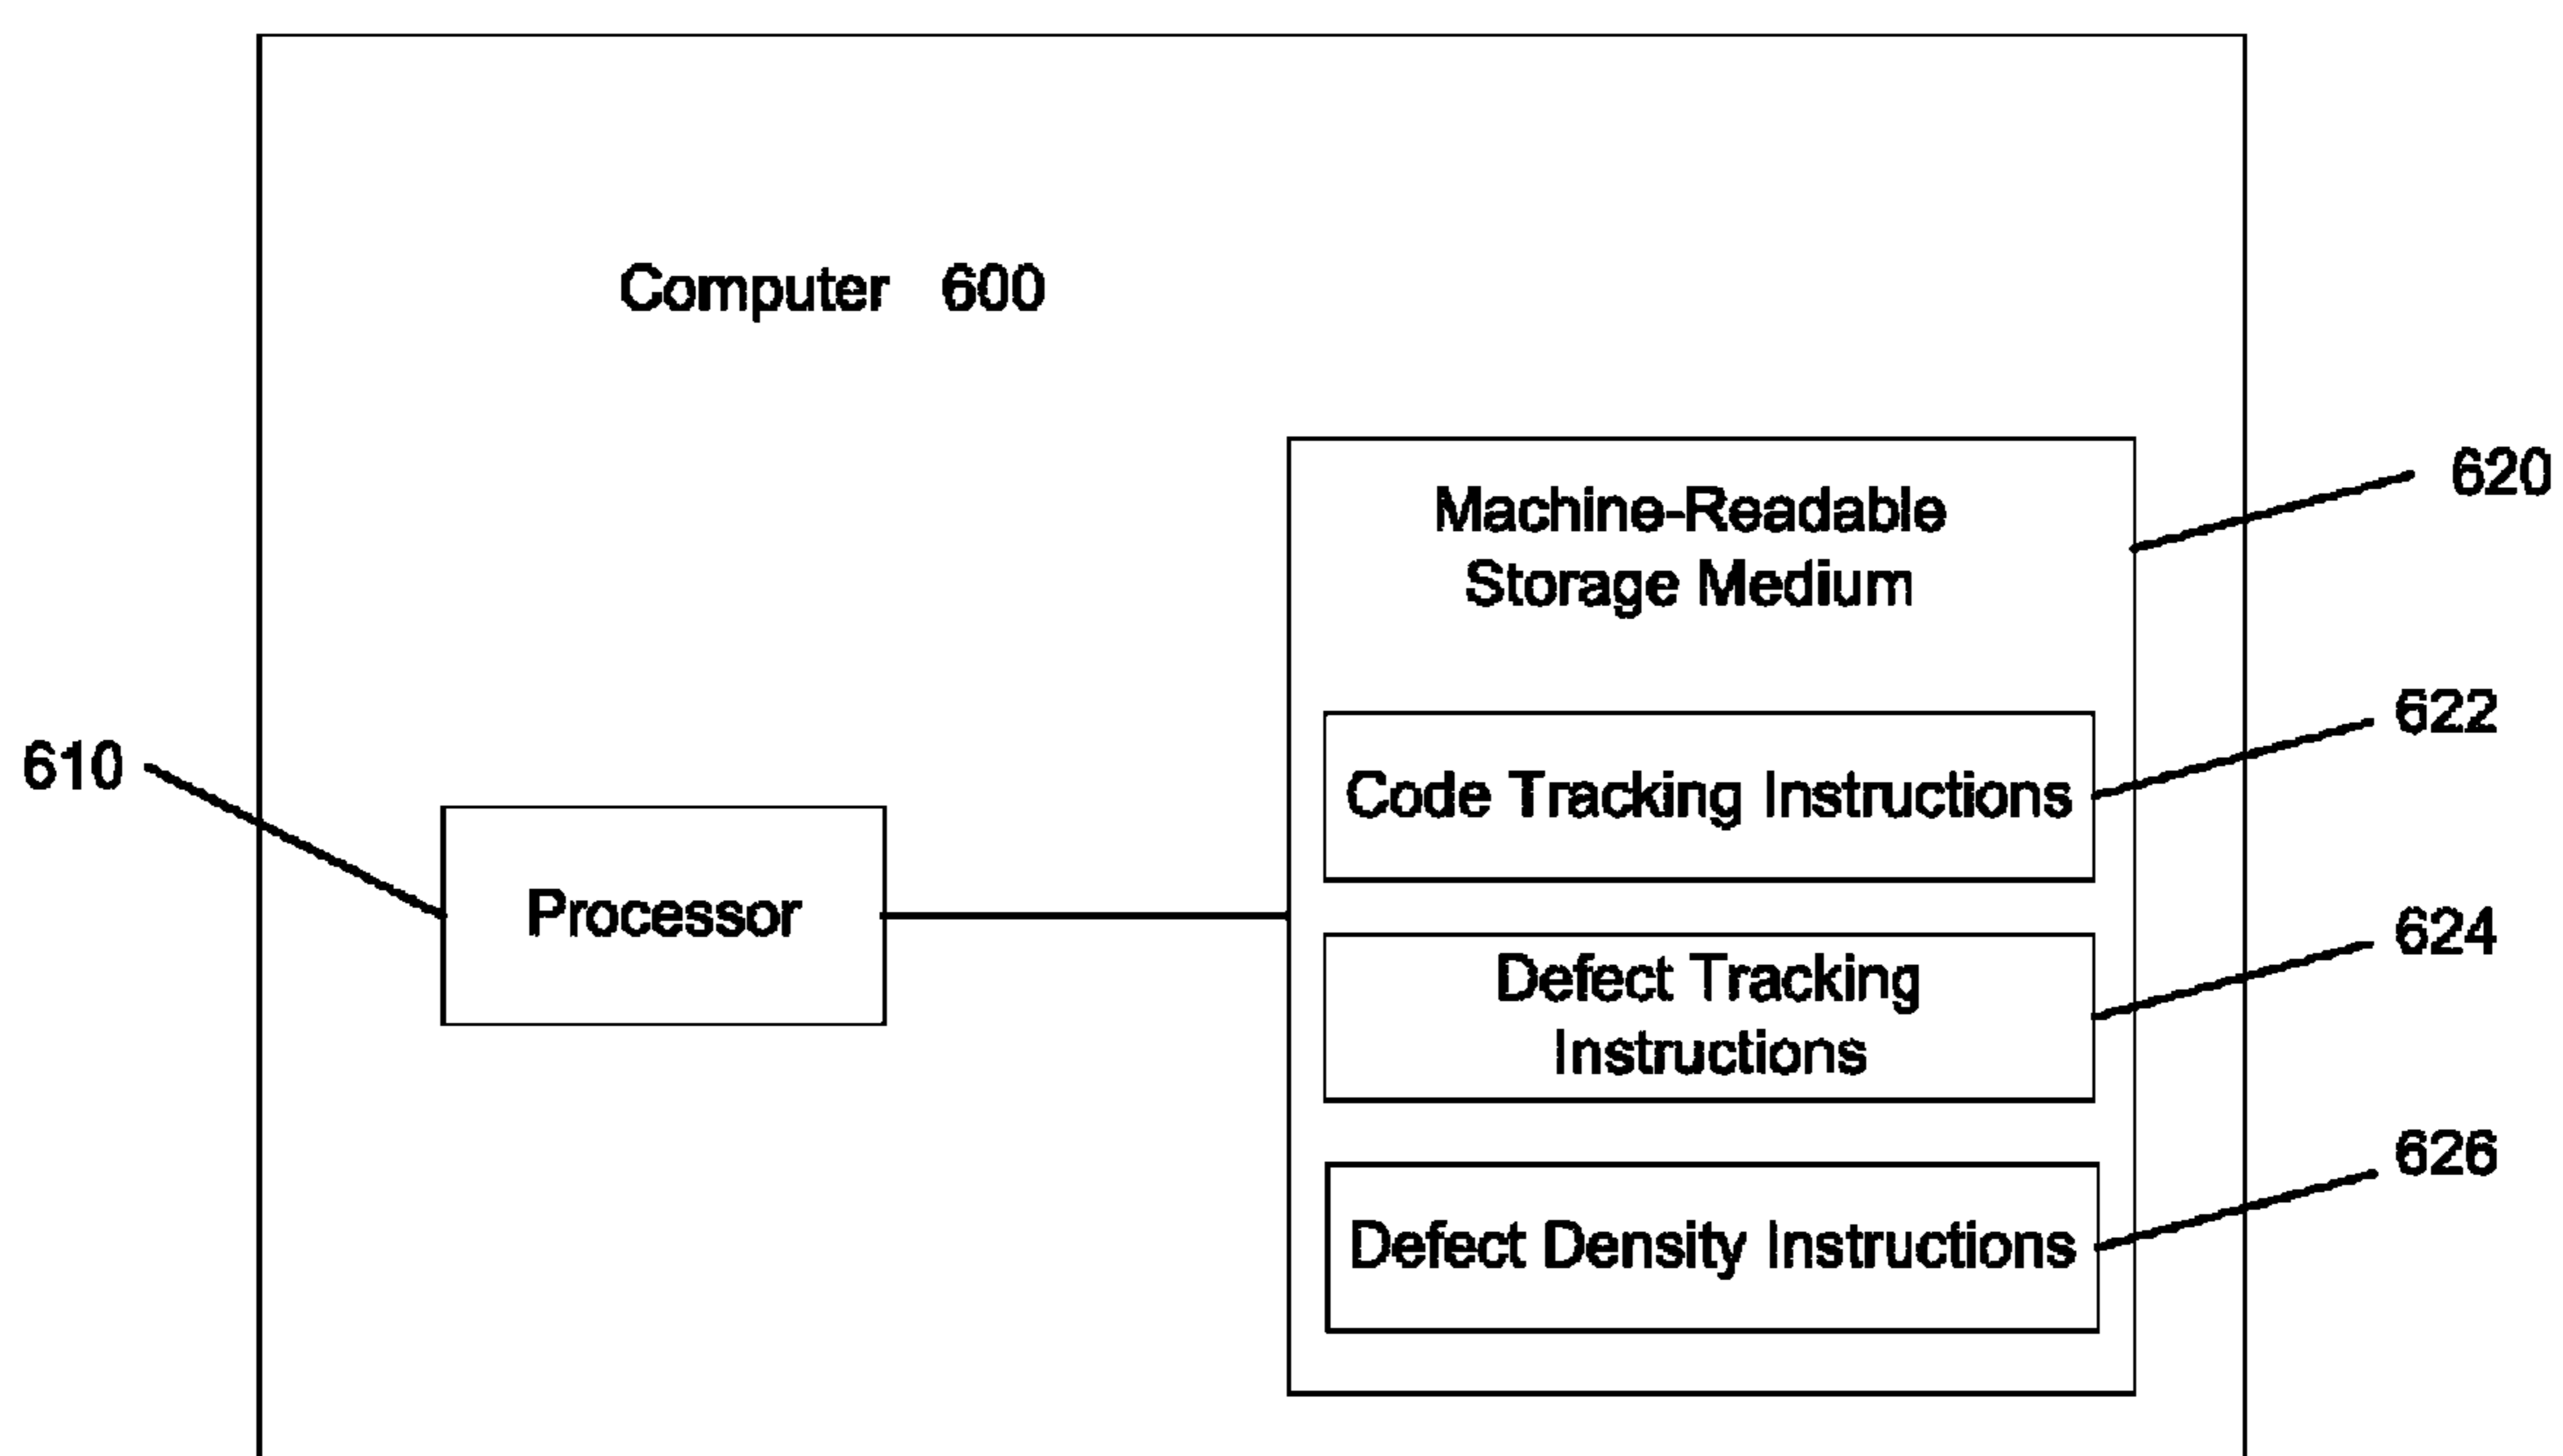 Computer 600
620
Machine-Readable
Storage Medium
622
610
Code Tracking Instructions
Processor
624
Defect Tracking
Instructions
626
Defect Density Instructions